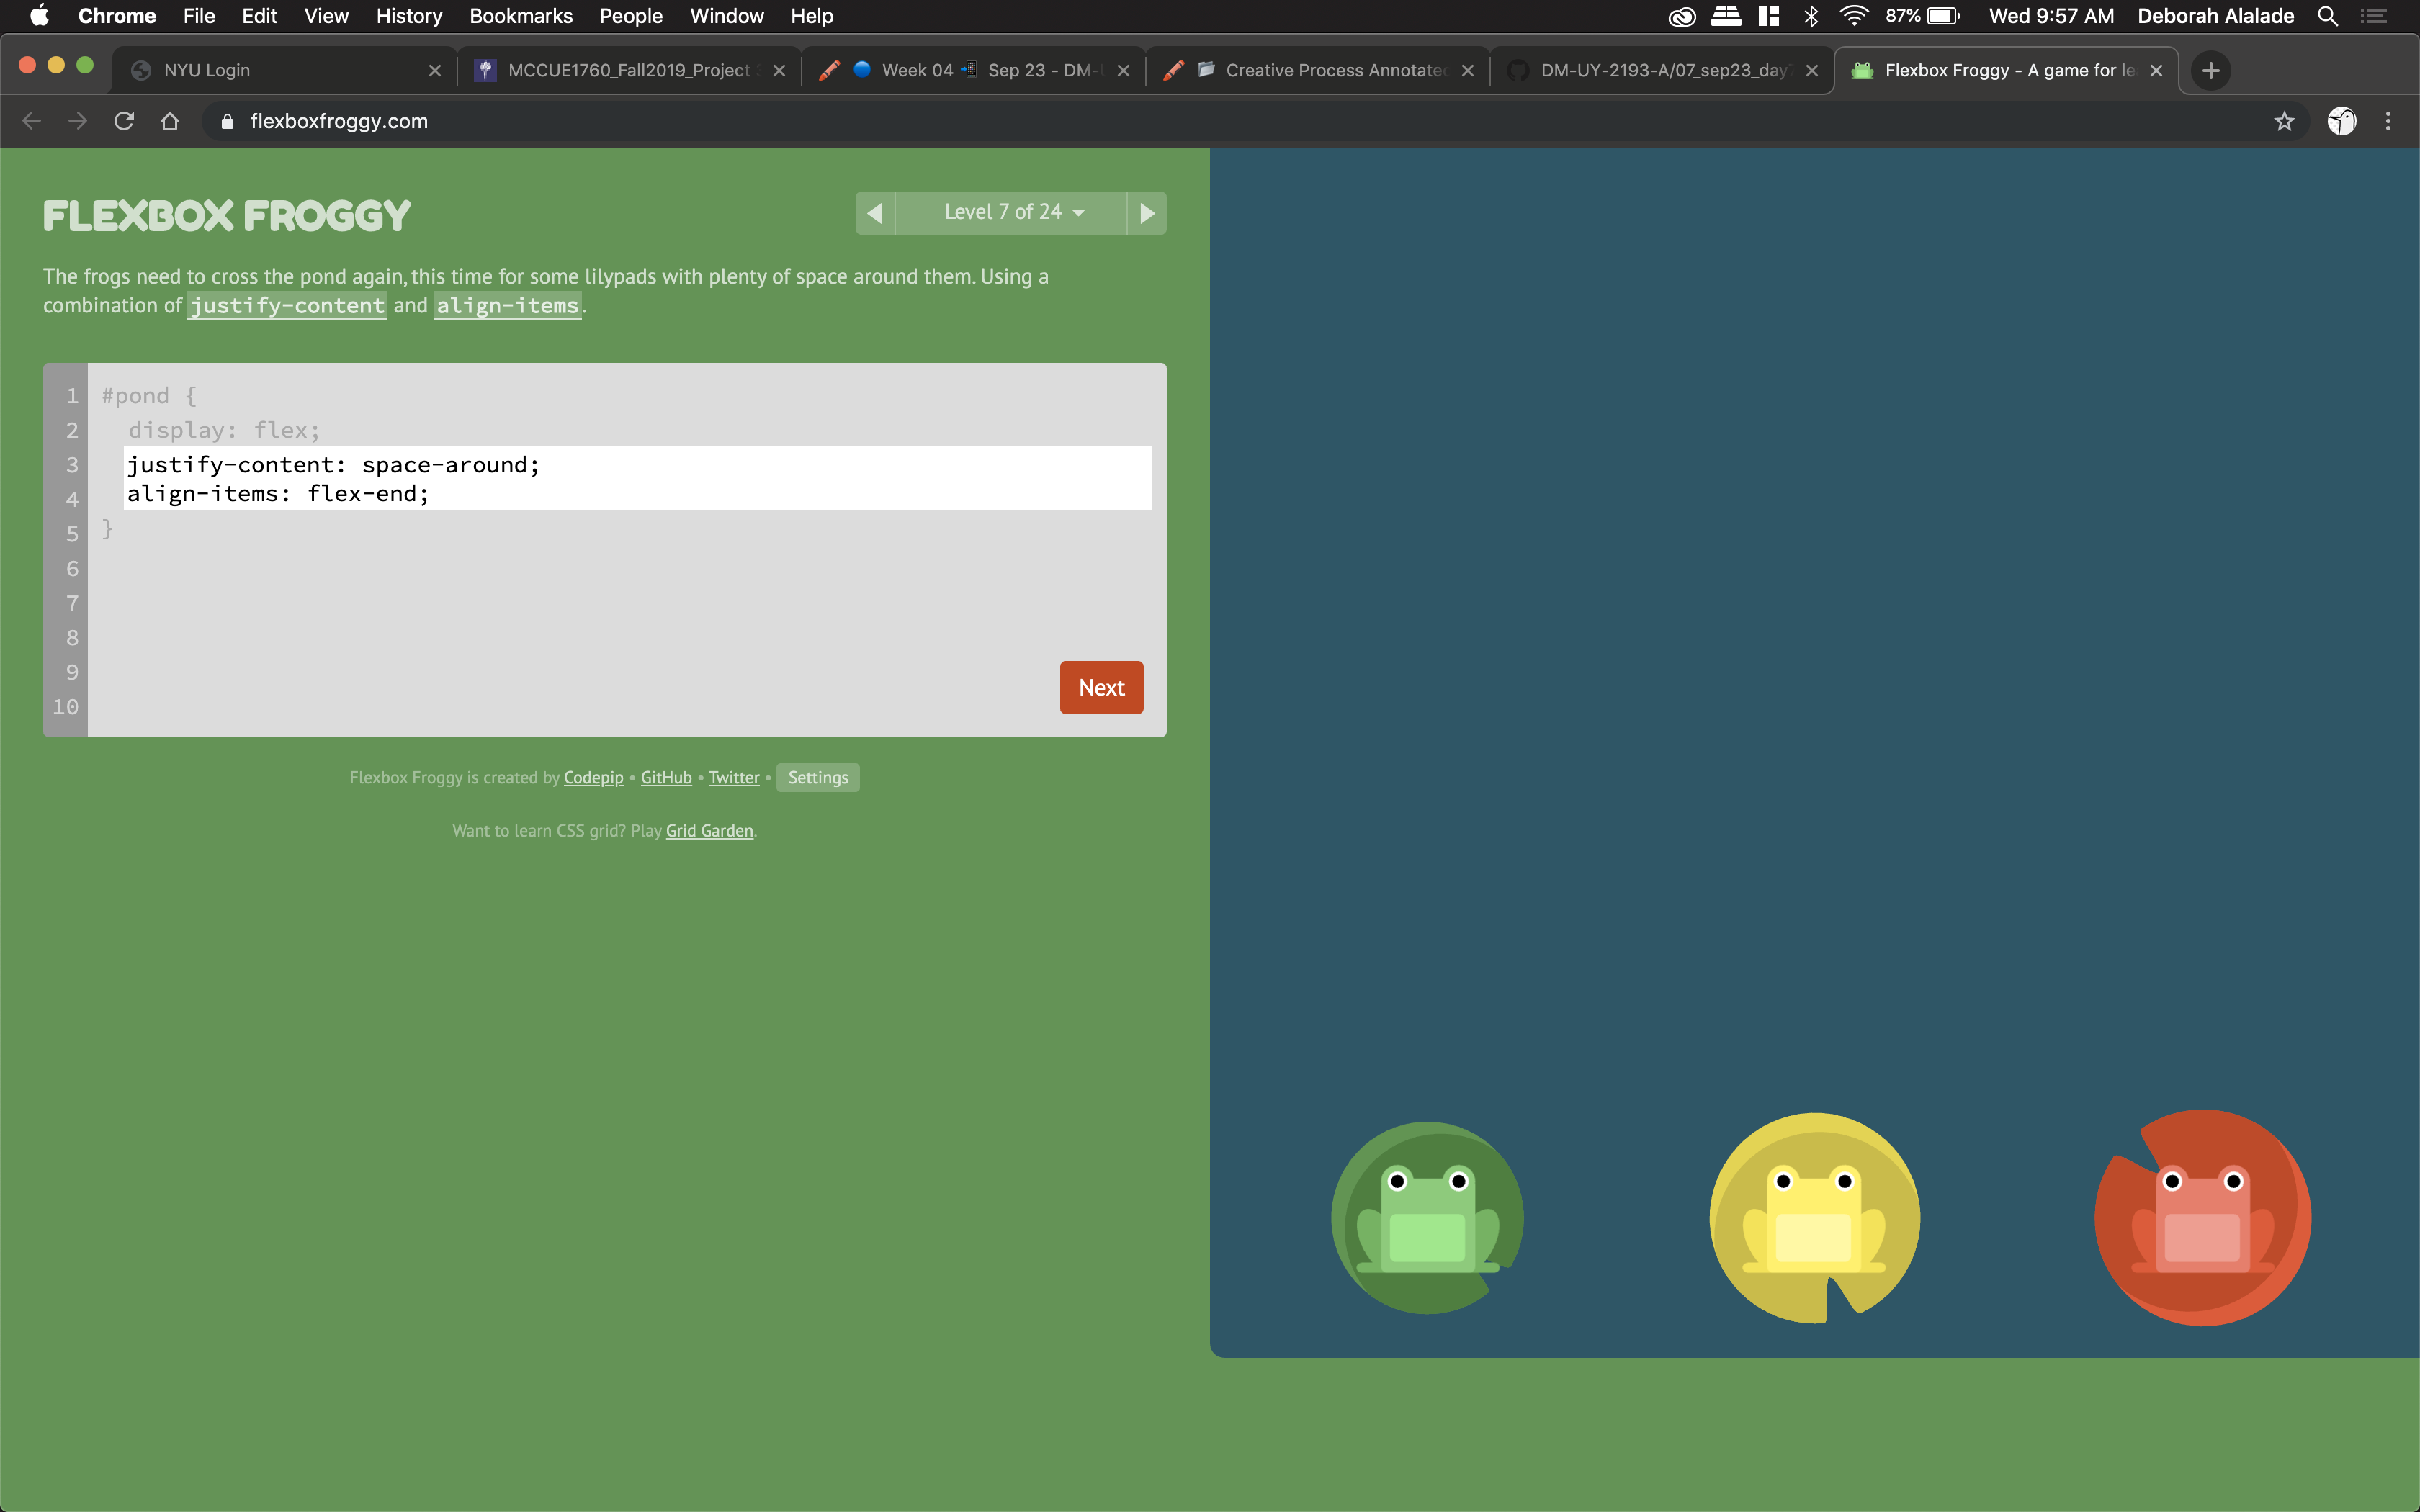 Chrome File Edit View History Bookmarks People Window Help 87% Wed 9:57 AM Deborah Alalade
NYU Login MCCUE1760_Fall2019_Project Week 04 Sep 23 - DM-U Creative Process Annotated DM-UY-2193-A/07_sep23_day7 Flexbox Froggy - A game for le
flexboxfroggy.com
FLEXBOX FROGGY
Level 7 of 24
The frogs need to cross the pond again, this time for some lilypads with plenty of space around them. Using a
combination of justify-content and align-items.
1 #pond {
2 display: flex;
3 justify-content: space-around;
4 align-items: flex-end;
5 }
6
7
8
9
10
Next
Flexbox Froggy is created by Codepip • GitHub • Twitter • Settings
Want to learn CSS grid? Play Grid Garden.